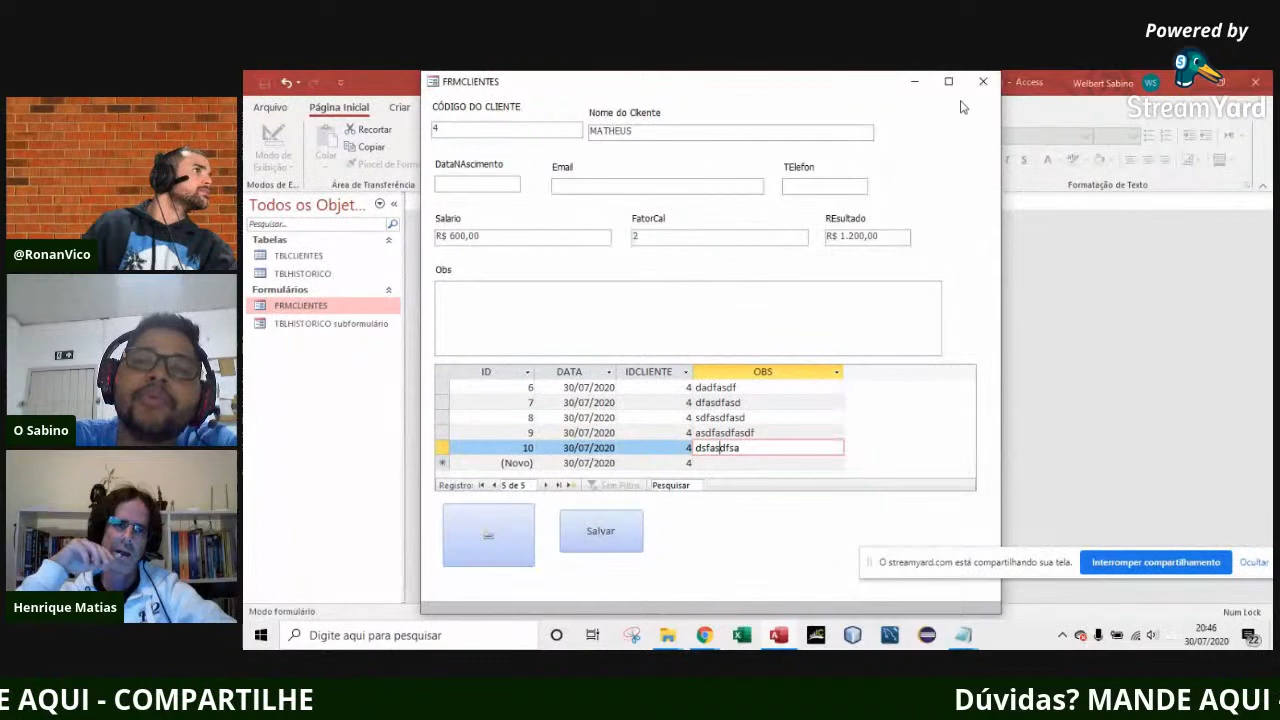 Powered by
StreamYard
@RonanVico
O Sabino
Henrique Matias
Arquivo
Página Inicial
Criar
Access
Welbert Sabino
WS
Modo de
Exibição
Colar
Recortar
Copiar
Pincel de Form
Modos de E...
Área de Transferência
Formatação de Texto
Todos os Objet...
Pesquisar...
Tabelas
TBLCLIENTES
TBLHISTORICO
Formulários
FRMCLIENTES
TBLHISTORICO subformulário
FRMCLIENTES
CÓDIGO DO CLIENTE
4
Nome do Ckente
MATHEUS
DataNAscimento
Email
TElefon
Salario
R$ 600,00
FatorCal
2
REsultado
R$ 1.200,00
Obs
ID DATA IDCLIENTE OBS
6 30/07/2020 4 dadfasdf
7 30/07/2020 4 dfasdfasd
8 30/07/2020 4 sdfasdfasd
9 30/07/2020 4 asdfasdfasdf
10 30/07/2020 4 dsfasdfsa
(Novo) 30/07/2020 4
Registro: 5 de 5 Sem Filtro Pesquisar
Salvar
O streamyard.com está compartilhando sua tela.
Interromper compartilhamento
Ocultar
Modo formulário
Num Lock
Digite aqui para pesquisar
20:46
30/07/2020
22
E AQUI - COMPARTILHE
Dúvidas? MANDE AQUI -